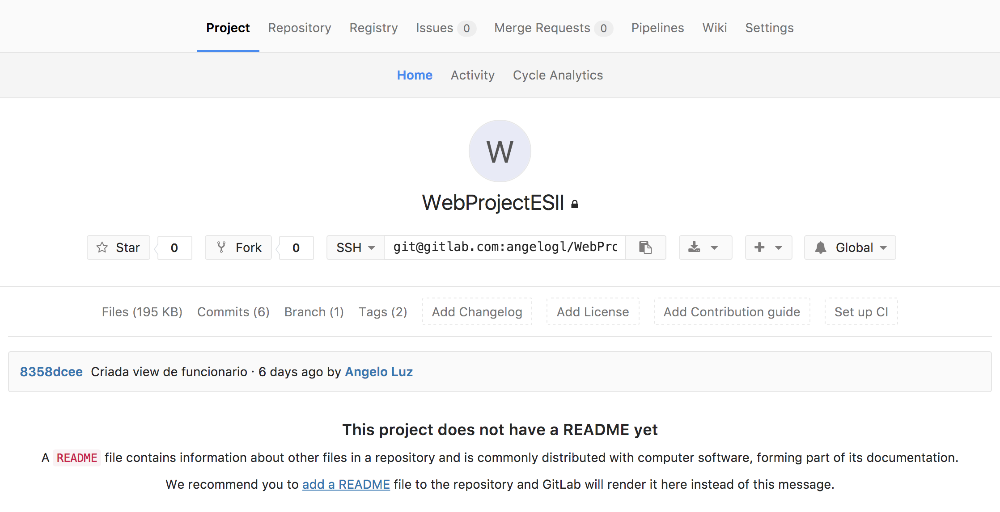 Project Repository Registry Issues 0 Merge Requests 0 Pipelines Wiki Settings
Home Activity Cycle Analytics
W
WebProjectESII
Star 0 Fork 0 SSH git@gitlab.com:angelogl/WebPro Global
Files (195 KB) Commits (6) Branch (1) Tags (2) Add Changelog Add License Add Contribution guide Set up CI
8358dcee Criada view de funcionario · 6 days ago by Angelo Luz
This project does not have a README yet
A README file contains information about other files in a repository and is commonly distributed with computer software, forming part of its documentation.
We recommend you to add a README file to the repository and GitLab will render it here instead of this message.